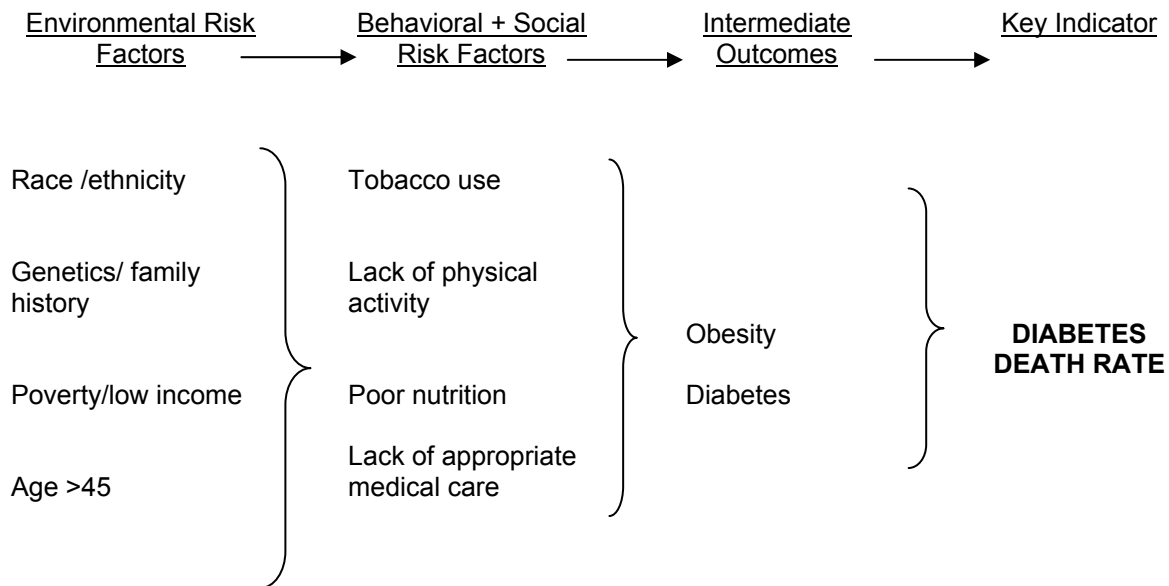 Environmental Risk
Factors
Behavioral + Social
Risk Factors
Intermediate
Outcomes
Key Indicator
Race /ethnicity
Genetics/ family
history
Poverty/low income
Age >45
Tobacco use
Lack of physical
activity
Poor nutrition
Lack of appropriate
medical care
Obesity
Diabetes
DIABETES
DEATH RATE